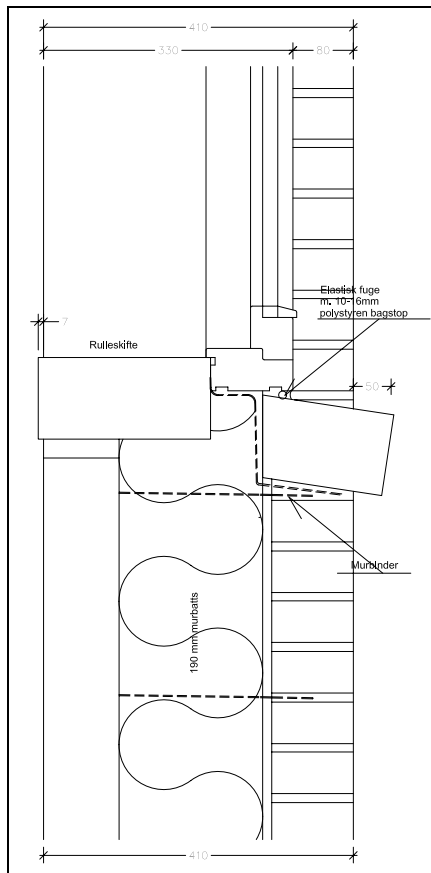 410
330 80
Elastisk fuge
m. 10-16mm
polystyren bagstop
7
Rulleskifte
50
Murbinder
190 mm murbatts
410